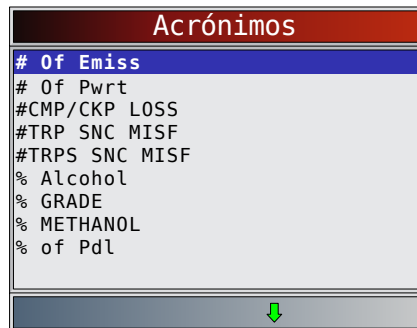 Acrónimos
# Of Emiss
# Of Pwrt
#CMP/CKP LOSS
#TRP SNC MISF
#TRPS SNC MISF
% Alcohol
% GRADE
% METHANOL
% of Pdl